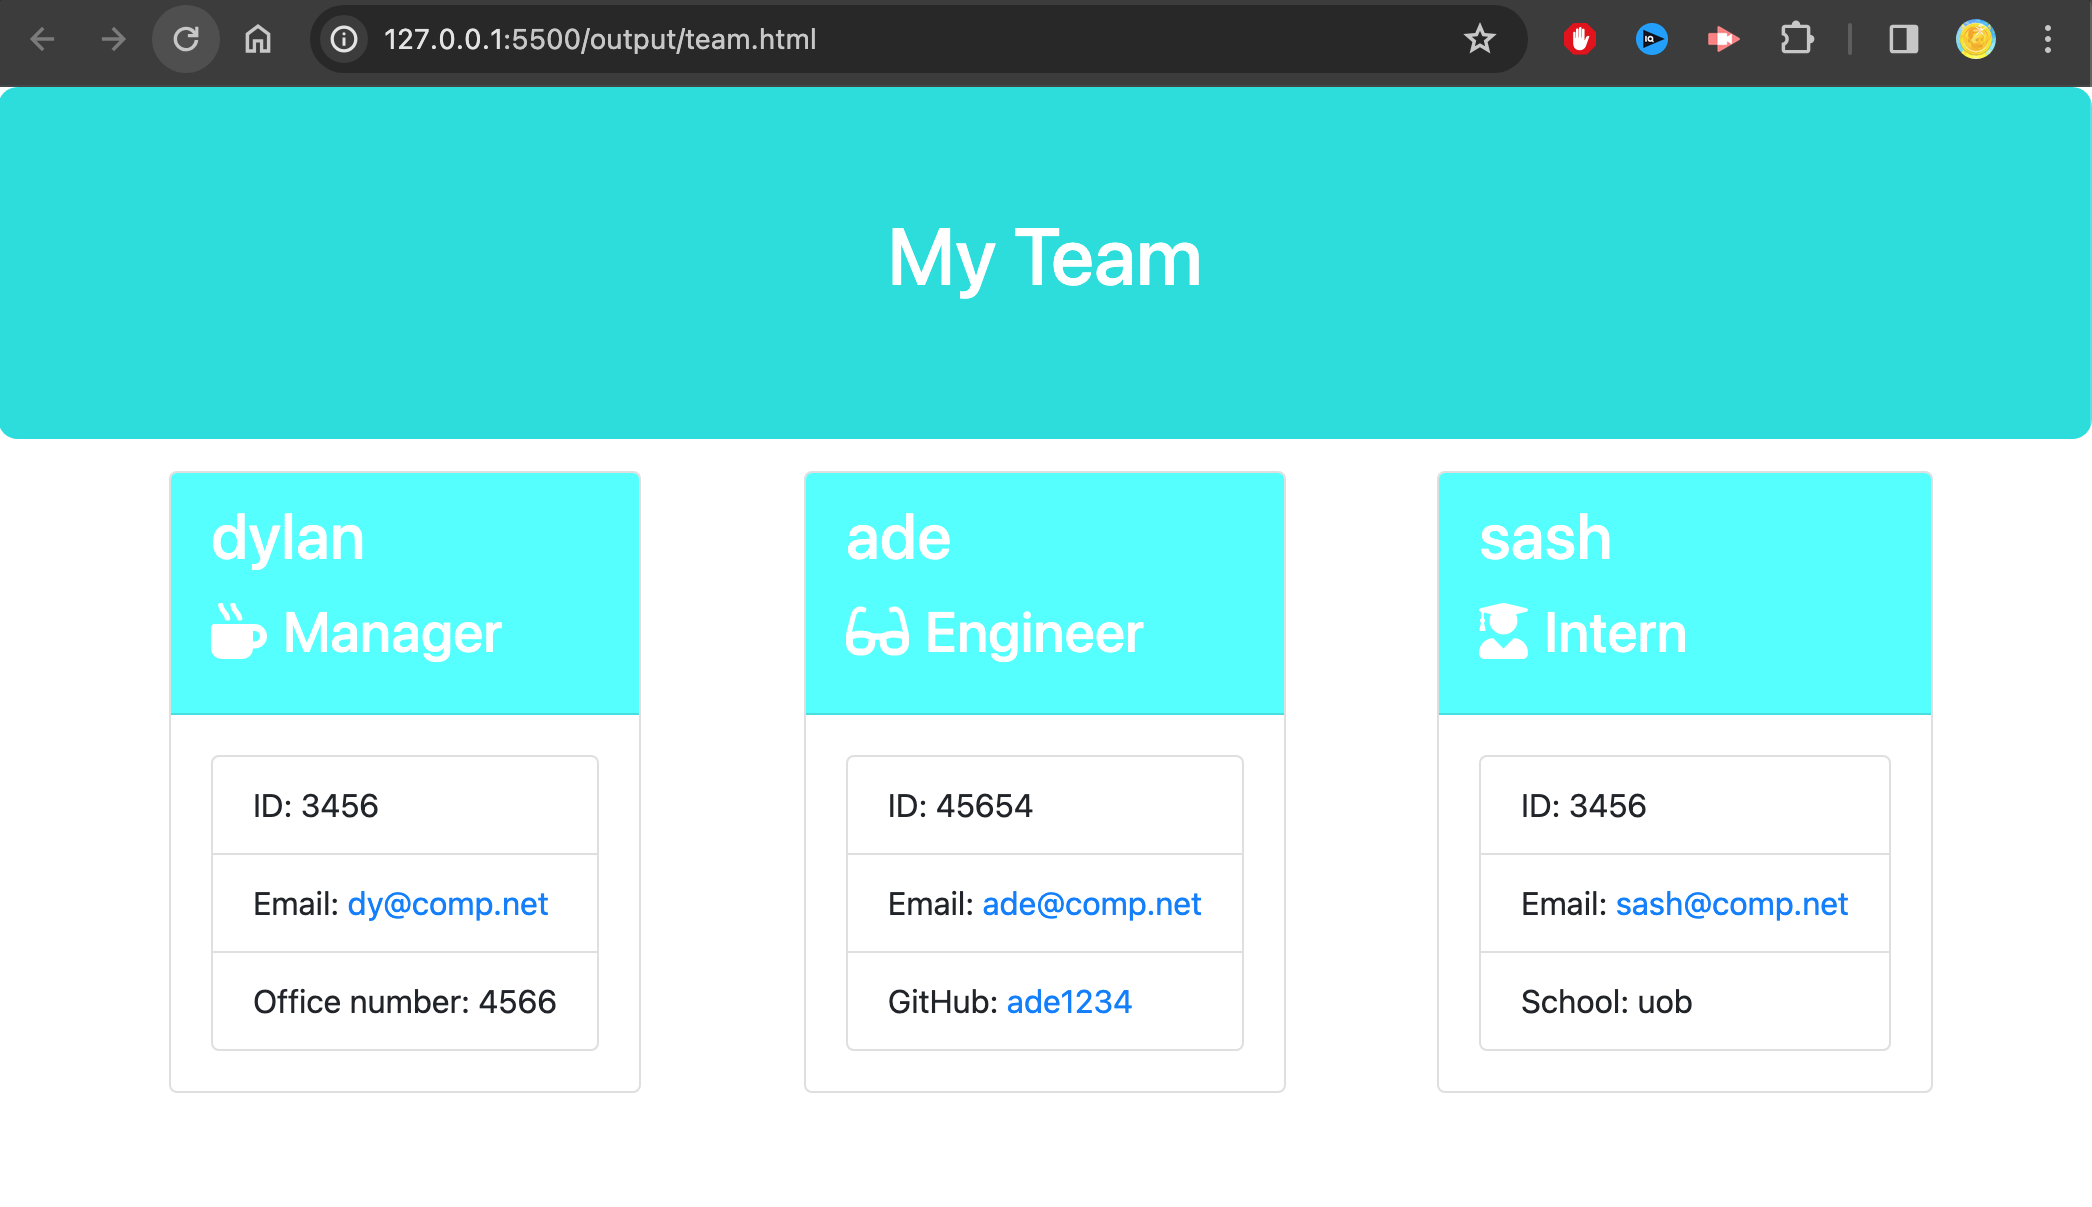 127.0.0.1:5500/output/team.html
IQ
My Team
dylan
Manager
ID: 3456
Email: dy@comp.net
Office number: 4566
ade
Engineer
ID: 45654
Email: ade@comp.net
GitHub: ade1234
sash
Intern
ID: 3456
Email: sash@comp.net
School: uob